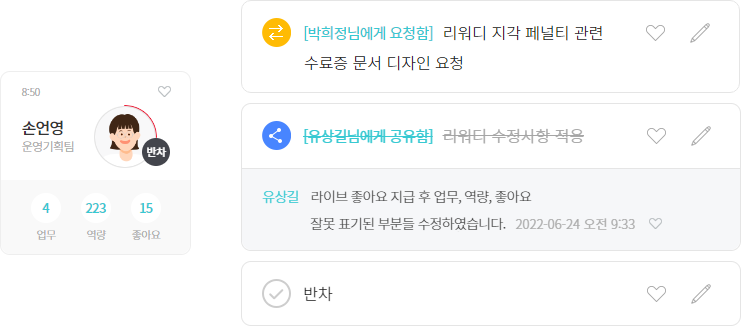 8:50
손언영
운영기획팀
반차
4
223
15
업무
역량
좋아요
[박희정님에게 요청함] 리워디 지각 페널티 관련
수료증 문서 디자인 요청
[유상길님에게 공유함] 리워디 수정사항 적용
유상길 라이브 좋아요 지급 후 업무, 역량, 좋아요
잘못 표기된 부분들 수정하였습니다. 2022-06-24 오전 9:33
반차